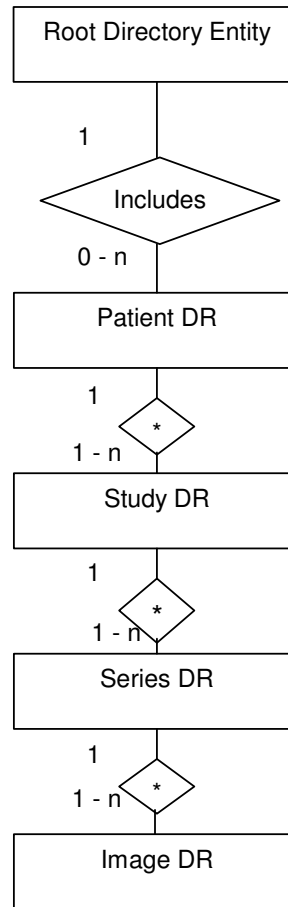 Root Directory Entity
1
Includes
0 - n
Patient DR
1
*
1 - n
Study DR
1
*
1 - n
Series DR
1
*
1 - n
Image DR